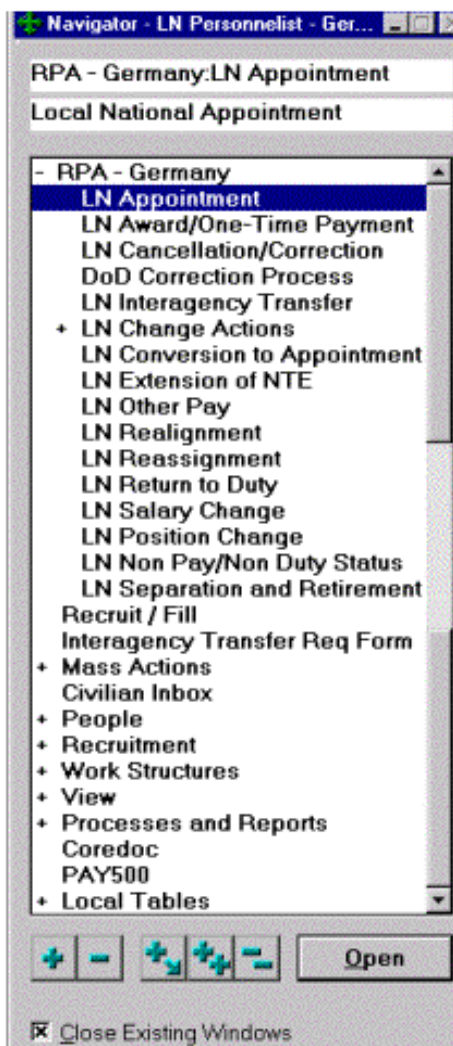 Navigator - LN Personnelist - Ger...
RPA - Germany:LN Appointment
Local National Appointment
- RPA - Germany
LN Appointment
LN Award/One-Time Payment
LN Cancellation/Correction
DoD Correction Process
LN Interagency Transfer
+ LN Change Actions
LN Conversion to Appointment
LN Extension of NTE
LN Other Pay
LN Realignment
LN Reassignment
LN Return to Duty
LN Salary Change
LN Position Change
LN Non Pay/Non Duty Status
LN Separation and Retirement
Recruit / Fill
Interagency Transfer Req Form
+ Mass Actions
Civilian Inbox
+ People
+ Recruitment
+ Work Structures
+ View
+ Processes and Reports
Coredoc
PAY500
+ Local Tables
Open
Close Existing Windows